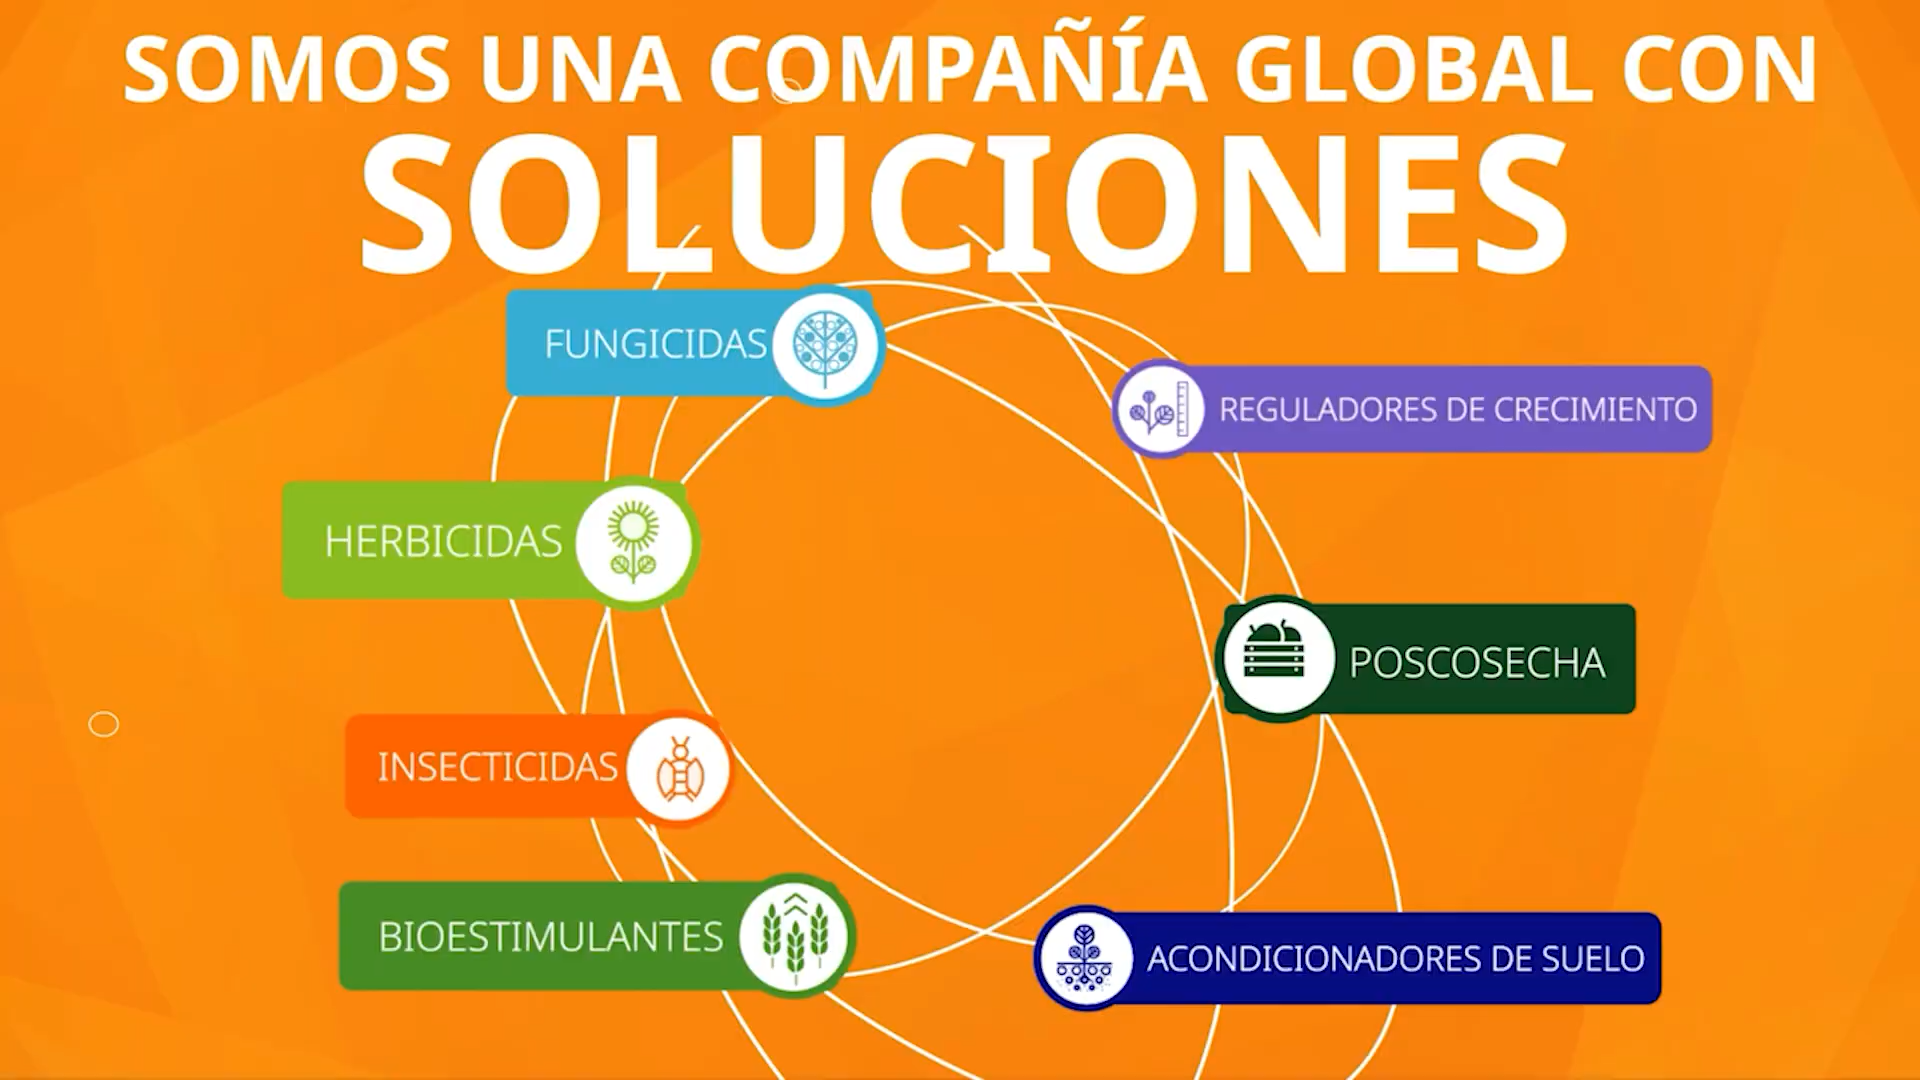 SOMOS UNA COMPAÑÍA GLOBAL CON
SOLUCIONES
FUNGICIDAS
REGULADORES DE CRECIMIENTO
HERBICIDAS
POSCOSECHA
INSECTICIDAS
BIOESTIMULANTES
ACONDICIONADORES DE SUELO